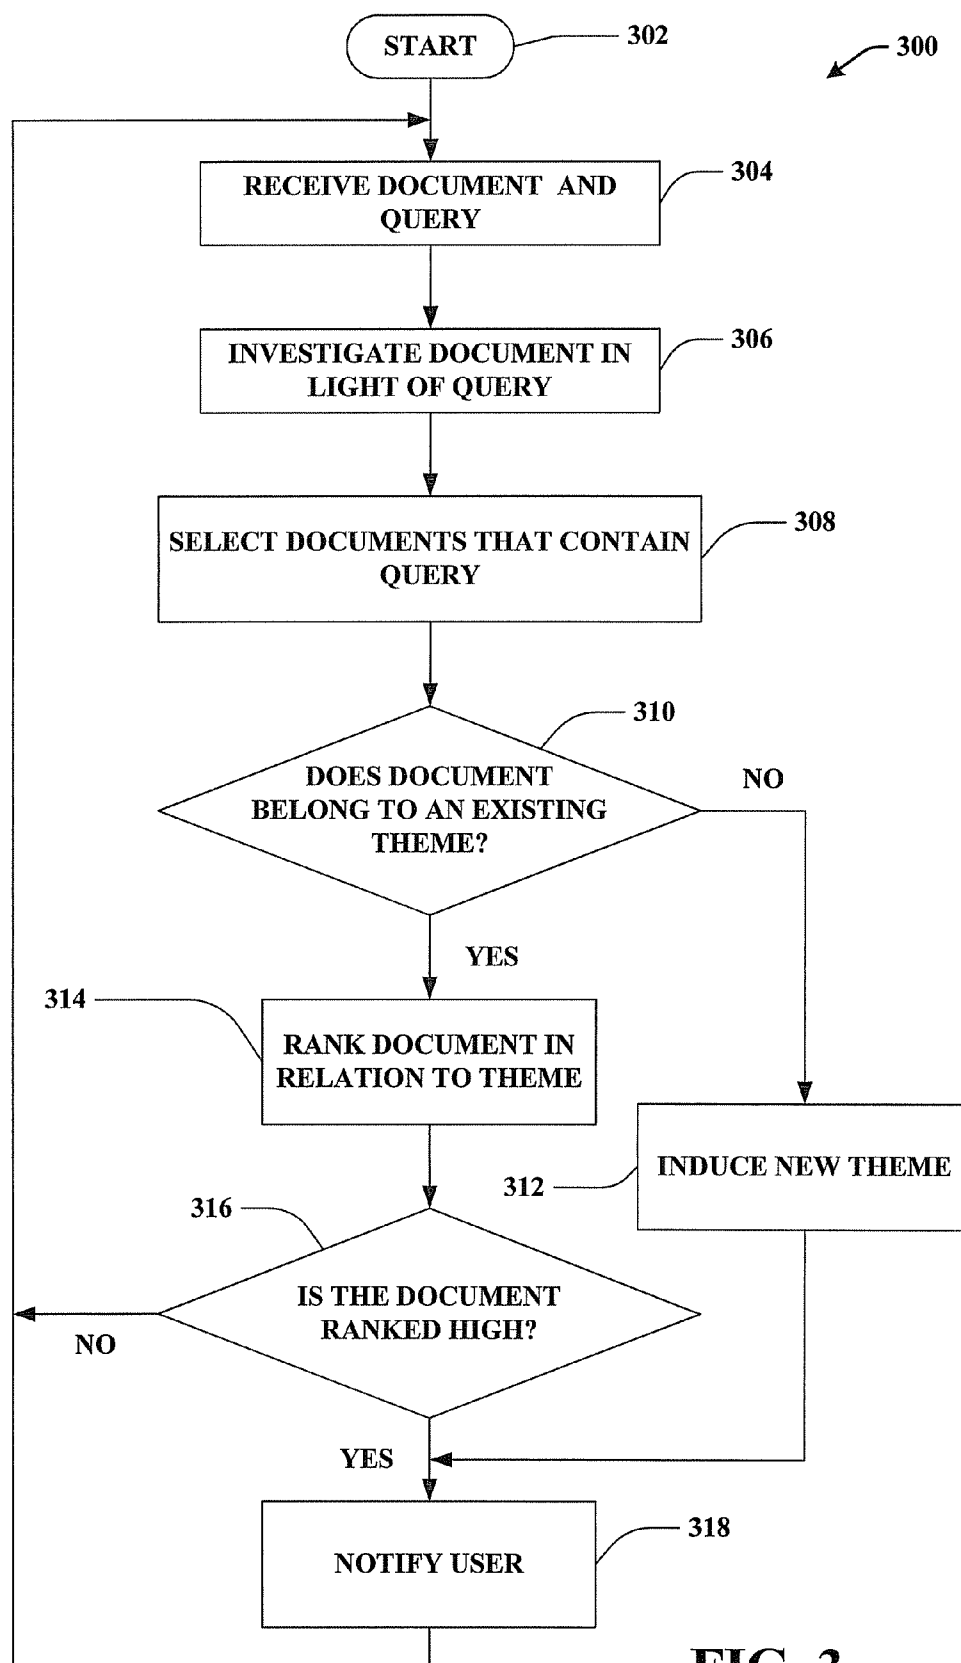 START
302
300
RECEIVE DOCUMENT AND
QUERY
304
INVESTIGATE DOCUMENT IN
LIGHT OF QUERY
306
SELECT DOCUMENTS THAT CONTAIN
QUERY
308
310
DOES DOCUMENT
BELONG TO AN EXISTING
THEME?
NO
YES
314
RANK DOCUMENT IN
RELATION TO THEME
INDUCE NEW THEME
312
316
IS THE DOCUMENT
RANKED HIGH?
NO
YES
318
NOTIFY USER
FIG. 3